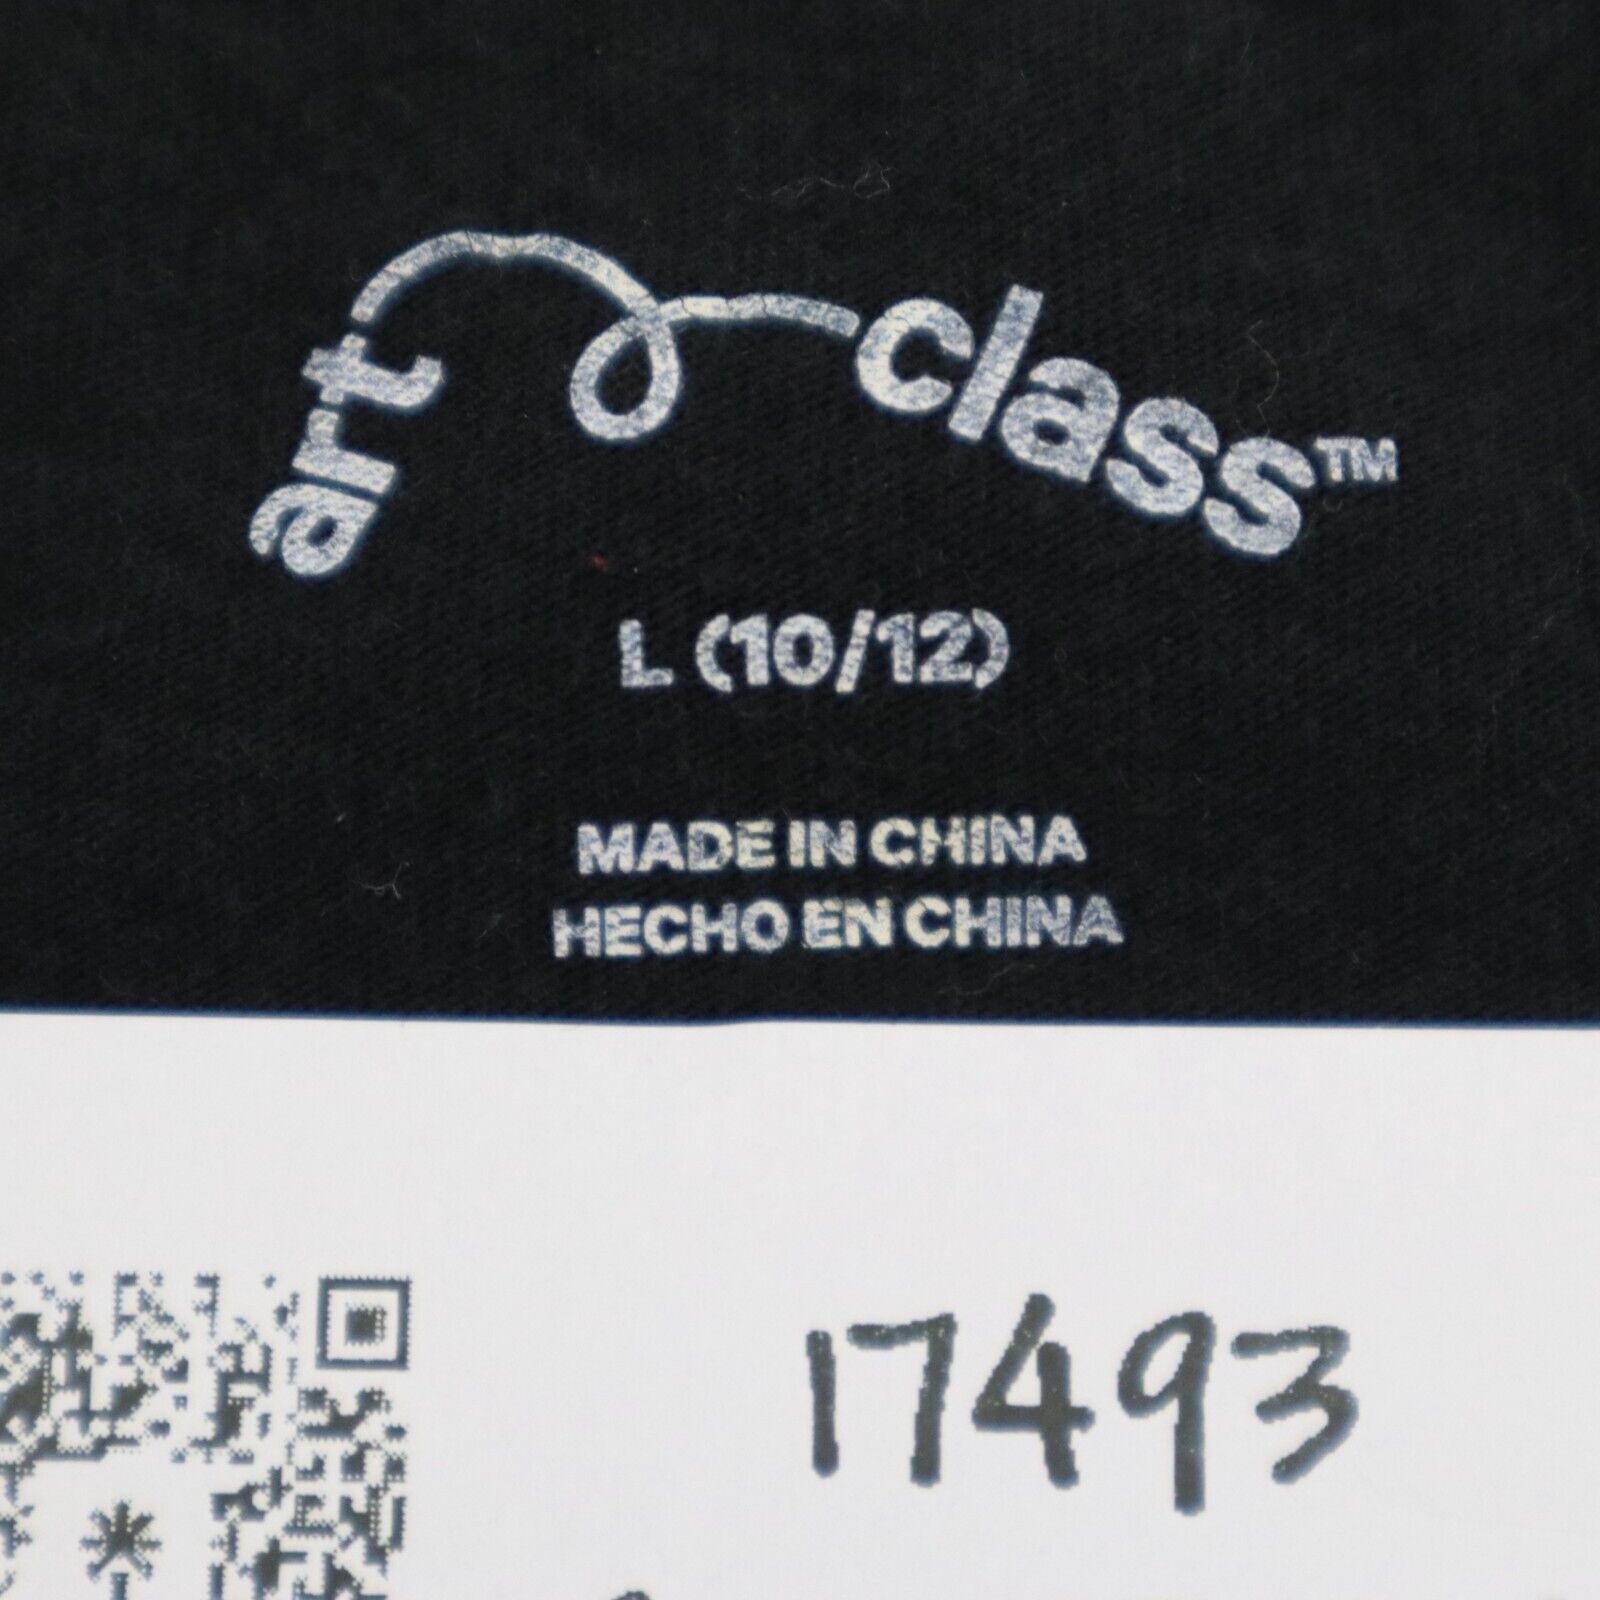 art class™
L (10/12)
MADE IN CHINA
HECHO EN CHINA
17493